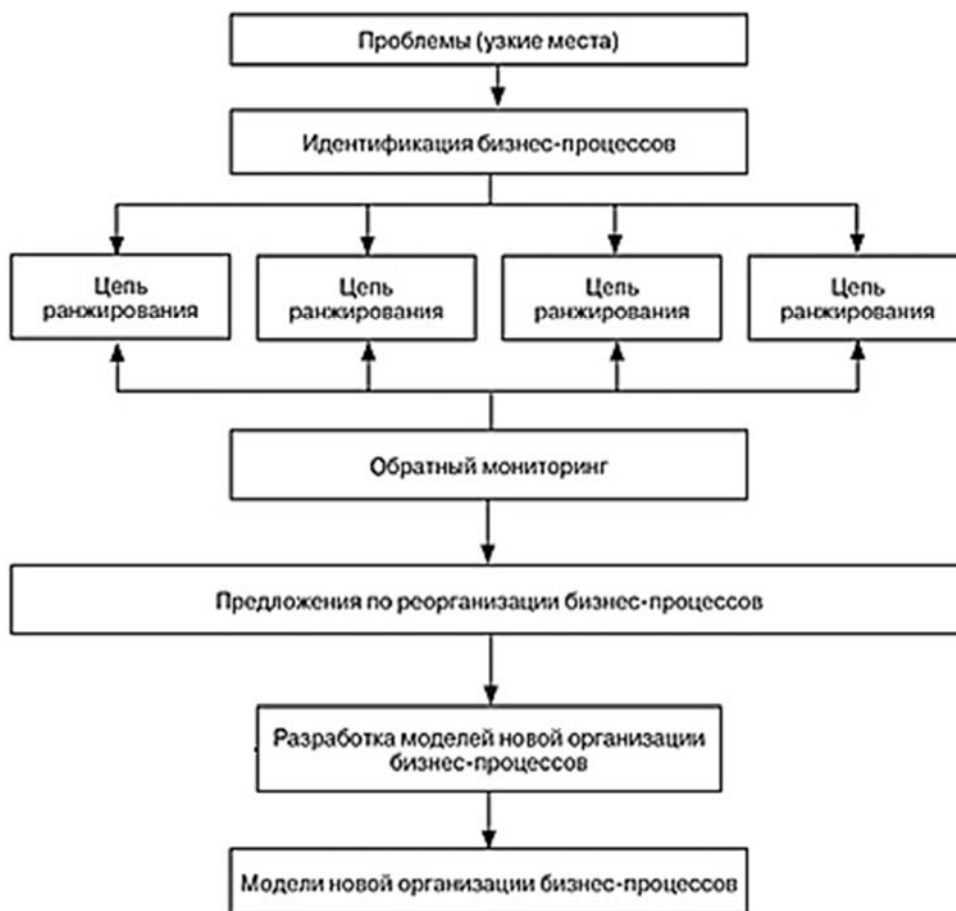 Проблемы (узкие места)
Идентификация бизнес-процессов
Цепь
ранжирования
Цепь
ранжирования
Цепь
ранжирования
Цепь
ранжирования
Обратный мониторинг
Предложения по реорганизации бизнес-процессов
Разработка моделей новой организации
бизнес-процессов
Модели новой организации бизнес-процессов